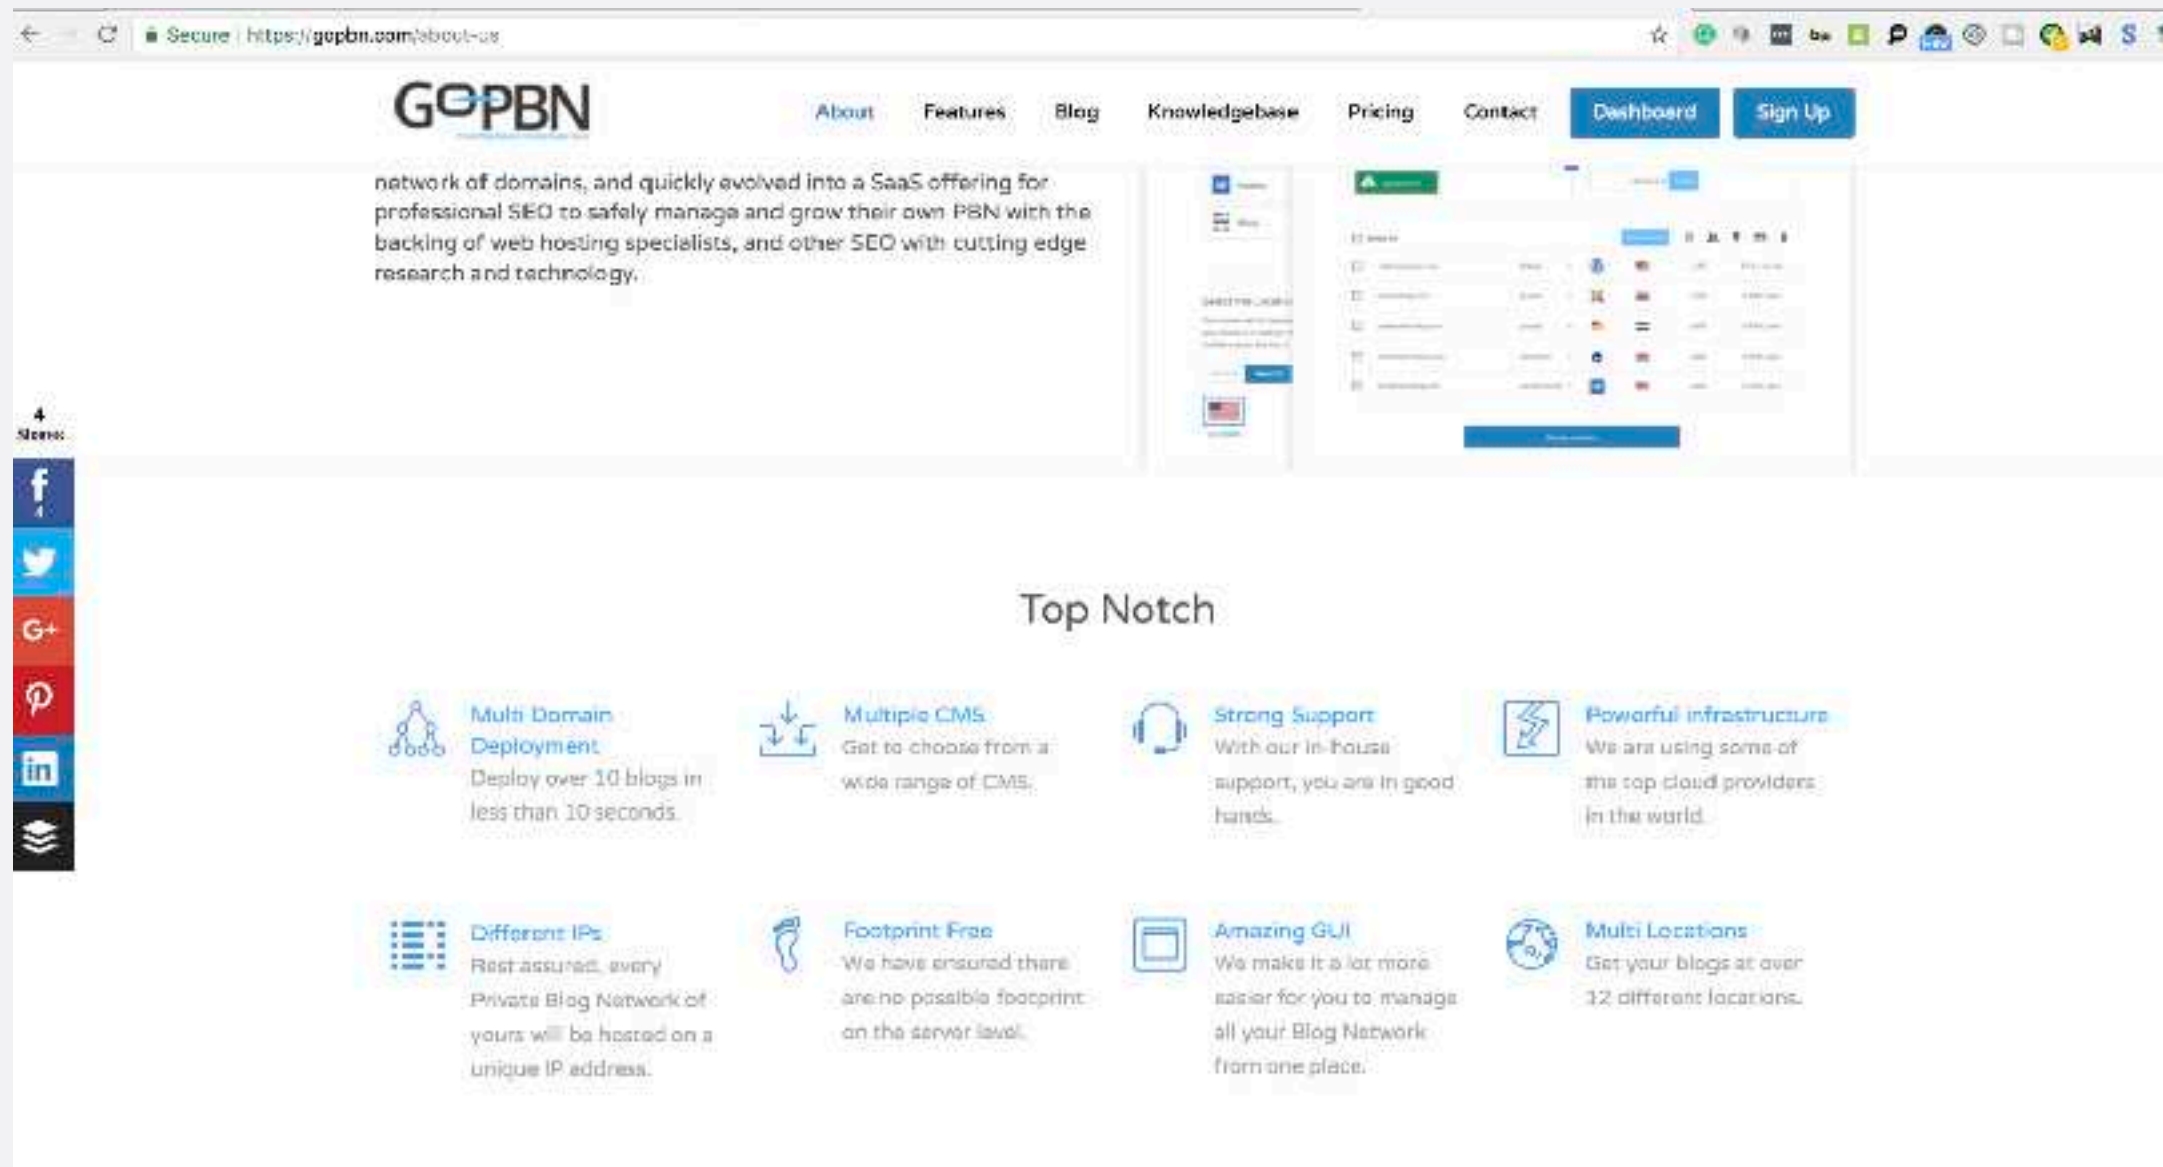 Secure https://gopbn.com/about-us
GOPBN
About Features Blog Knowledgebase Pricing Contact Dashboard Sign Up
network of domains, and quickly evolved into a SaaS offering for
professional SEO to safely manage and grow their own PBN with the
backing of web hosting specialists, and other SEO with cutting edge
research and technology.
4
Shares
4
G+
in
Top Notch
Multi Domain
Deployment
Deploy over 10 blogs in
less than 10 seconds.
Multiple CMS
Get to choose from a
wide range of CMS.
Strong Support
With our in-house
support, you are in good
hands.
Powerful infrastructure
We are using some of
the top cloud providers
in the world.
Different IPs
Rest assured, every
Private Blog Network of
yours will be hosted on a
unique IP address.
Footprint Free
We have ensured there
are no possible footprint
on the server level.
Amazing GUI
We make it a lot more
easier for you to manage
all your Blog Network
from one place.
Multi Locations
Get your blogs at over
12 different locations.